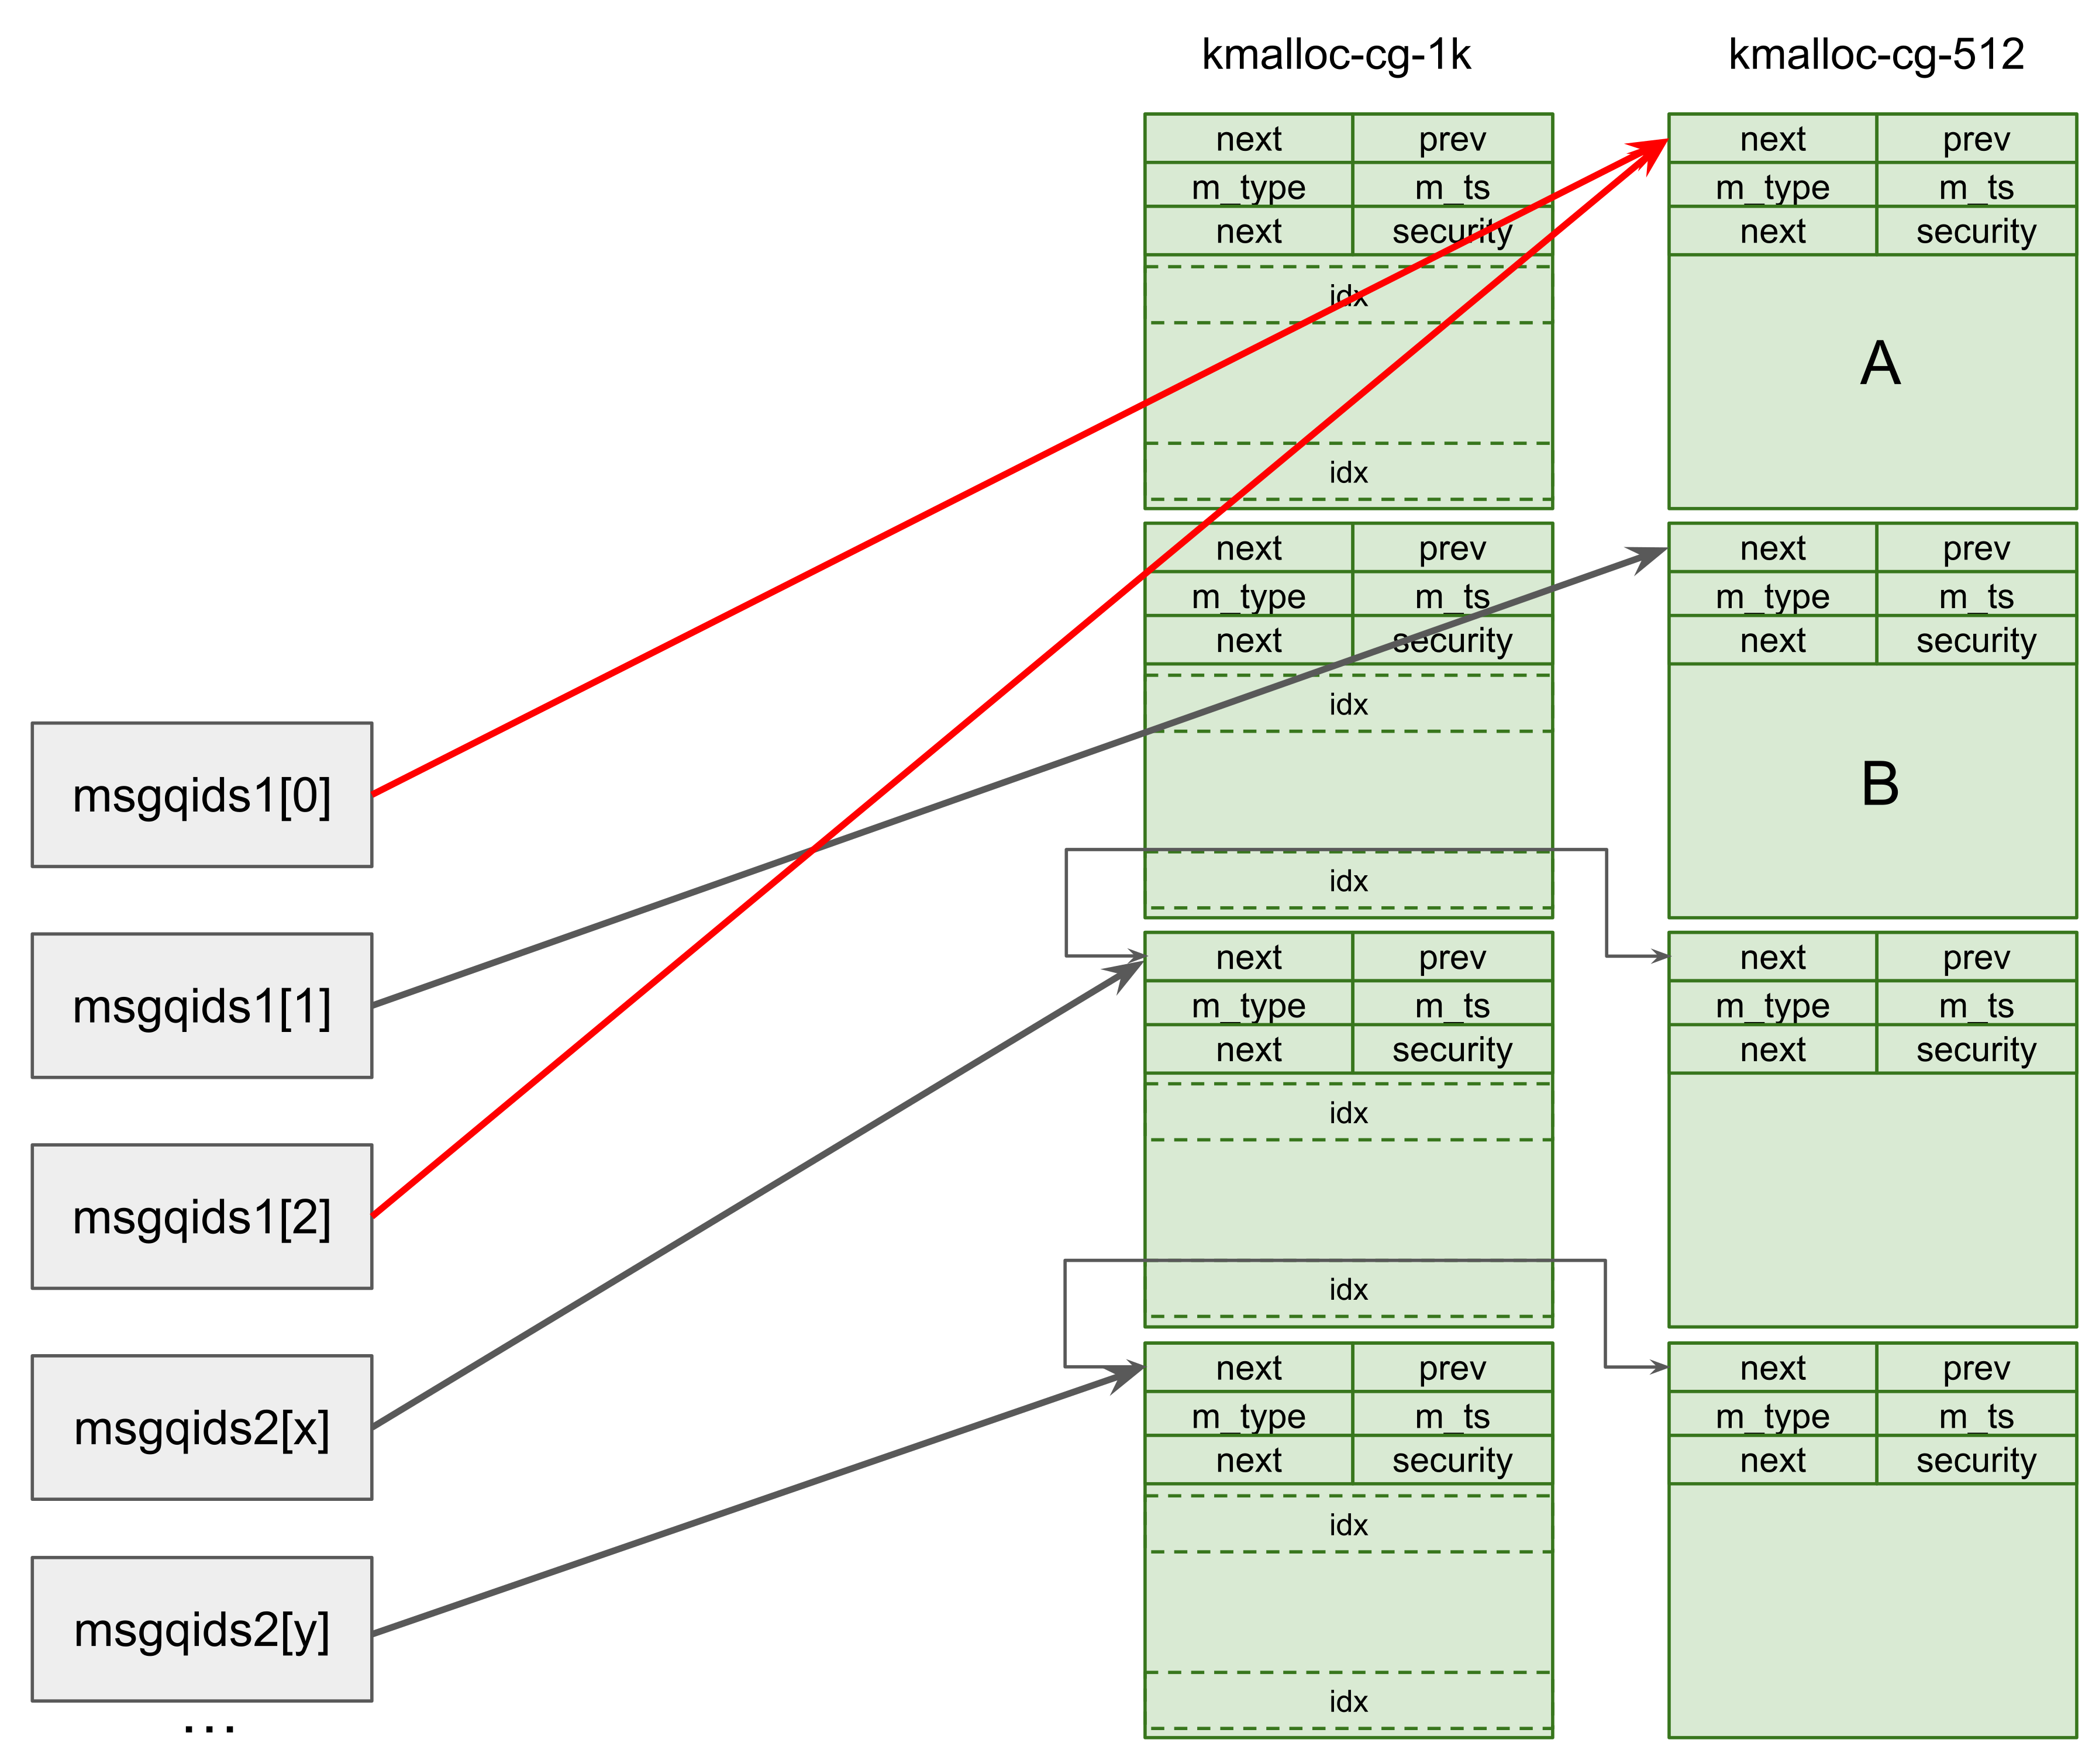 kmalloc-cg-1k kmalloc-cg-512
next prev next prev
m_type m_ts m_type m_ts
next security next security
idx
A
idx
next prev next prev
m_type m_ts m_type m_ts
next security next security
idx
msgqids1[0] B
idx
next prev next prev
msgqids1[1] m_type m_ts m_type m_ts
next security next security
idx
msgqids1[2]
idx
next prev next prev
msgqids2[x] m_type m_ts m_type m_ts
next security next security
idx
msgqids2[y]
idx
...